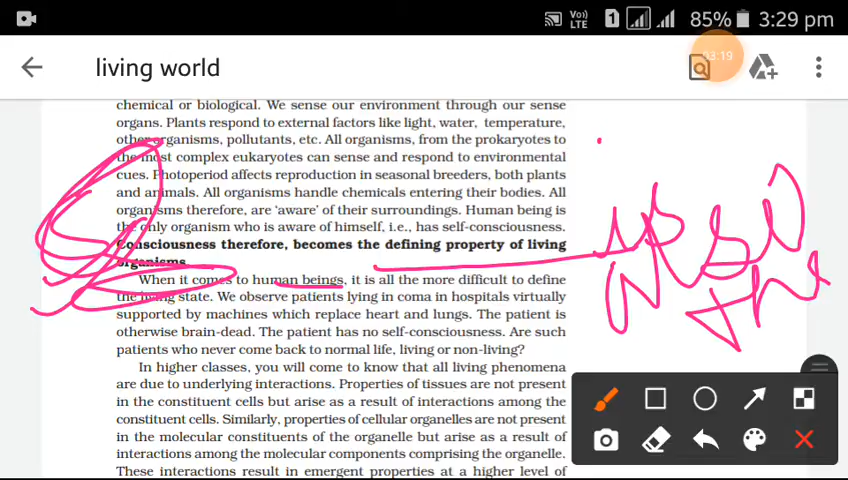 Vo)
LTE
1
85%
3:29 pm
03:19
living world
chemical or biological. We sense our environment through our sense
organs. Plants respond to external factors like light, water, temperature,
other organisms, pollutants, etc. All organisms, from the prokaryotes to
the most complex eukaryotes can sense and respond to environmental
cues. Photoperiod affects reproduction in seasonal breeders, both plants
and animals. All organisms handle chemicals entering their bodies. All
organisms therefore, are ‘aware’ of their surroundings. Human being is
the only organism who is aware of himself, i.e., has self-consciousness.
Consciousness therefore, becomes the defining property of living
organisms.
When it comes to human beings, it is all the more difficult to define
the living state. We observe patients lying in coma in hospitals virtually
supported by machines which replace heart and lungs. The patient is
otherwise brain-dead. The patient has no self-consciousness. Are such
patients who never come back to normal life, living or non-living?
In higher classes, you will come to know that all living phenomena
are due to underlying interactions. Properties of tissues are not present
in the constituent cells but arise as a result of interactions among the
constituent cells. Similarly, properties of cellular organelles are not present
in the molecular constituents of the organelle but arise as a result of
interactions among the molecular components comprising the organelle.
These interactions result in emergent properties at a higher level of